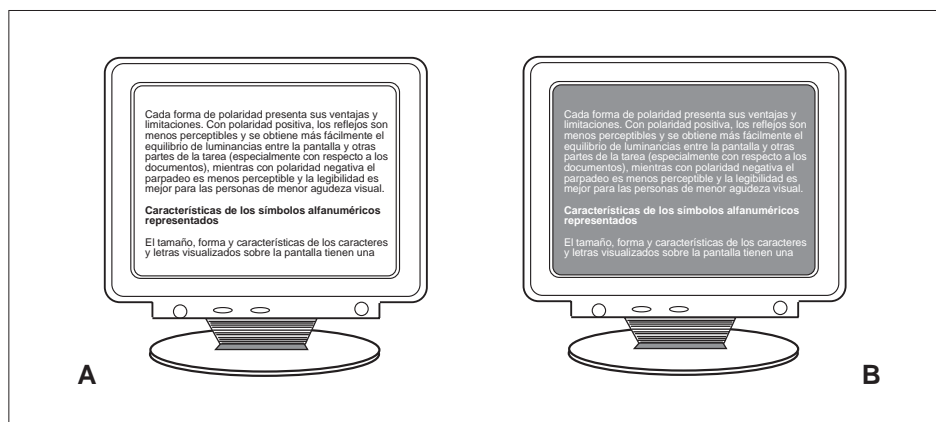 Cada forma de polaridad presenta sus ventajas y
limitaciones. Con polaridad positiva, los reflejos son
menos perceptibles y se obtiene más fácilmente el
equilibrio de luminancias entre la pantalla y otras
partes de la tarea (especialmente con respecto a los
documentos), mientras con polaridad negativa el
parpadeo es menos perceptible y la legibilidad es
mejor para las personas de menor agudeza visual.
Características de los símbolos alfanuméricos
representados
El tamaño, forma y características de los caracteres
y letras visualizados sobre la pantalla tienen una
A
Cada forma de polaridad presenta sus ventajas y
limitaciones. Con polaridad positiva, los reflejos son
menos perceptibles y se obtiene más fácilmente el
equilibrio de luminancias entre la pantalla y otras
partes de la tarea (especialmente con respecto a los
documentos), mientras con polaridad negativa el
parpadeo es menos perceptible y la legibilidad es
mejor para las personas de menor agudeza visual.
Características de los símbolos alfanuméricos
representados
El tamaño, forma y características de los caracteres
y letras visualizados sobre la pantalla tienen una
B